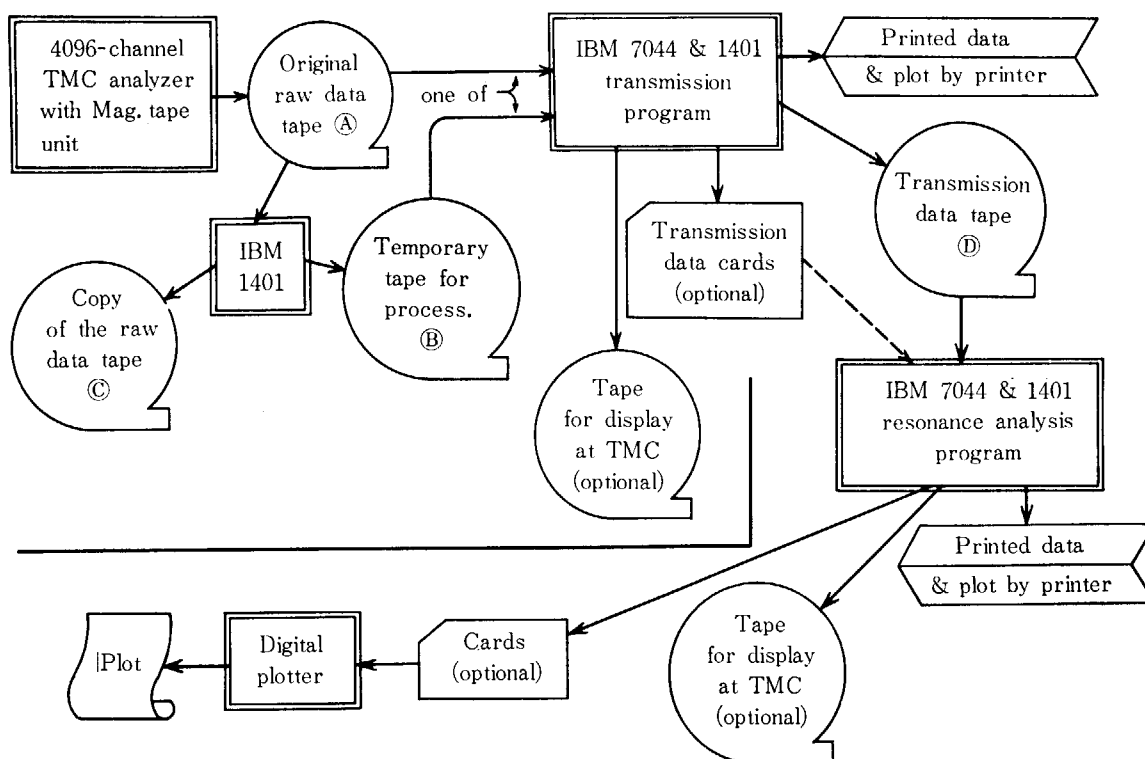 4096-channel
TMC analyzer
with Mag. tape
unit
Original
raw data
tape Ⓐ
one of
IBM 7044 & 1401
transmission
program
Printed data
& plot by printer
IBM
1401
Copy
of the raw
data tape
Ⓒ
Temporary
tape for
process.
Ⓑ
Transmission
data cards
(optional)
Transmission
data tape
Ⓓ
Tape
for display
at TMC
(optional)
IBM 7044 & 1401
resonance analysis
program
Printed data
& plot by printer
Tape
for display
at TMC
(optional)
Cards
(optional)
Digital
plotter
Plot